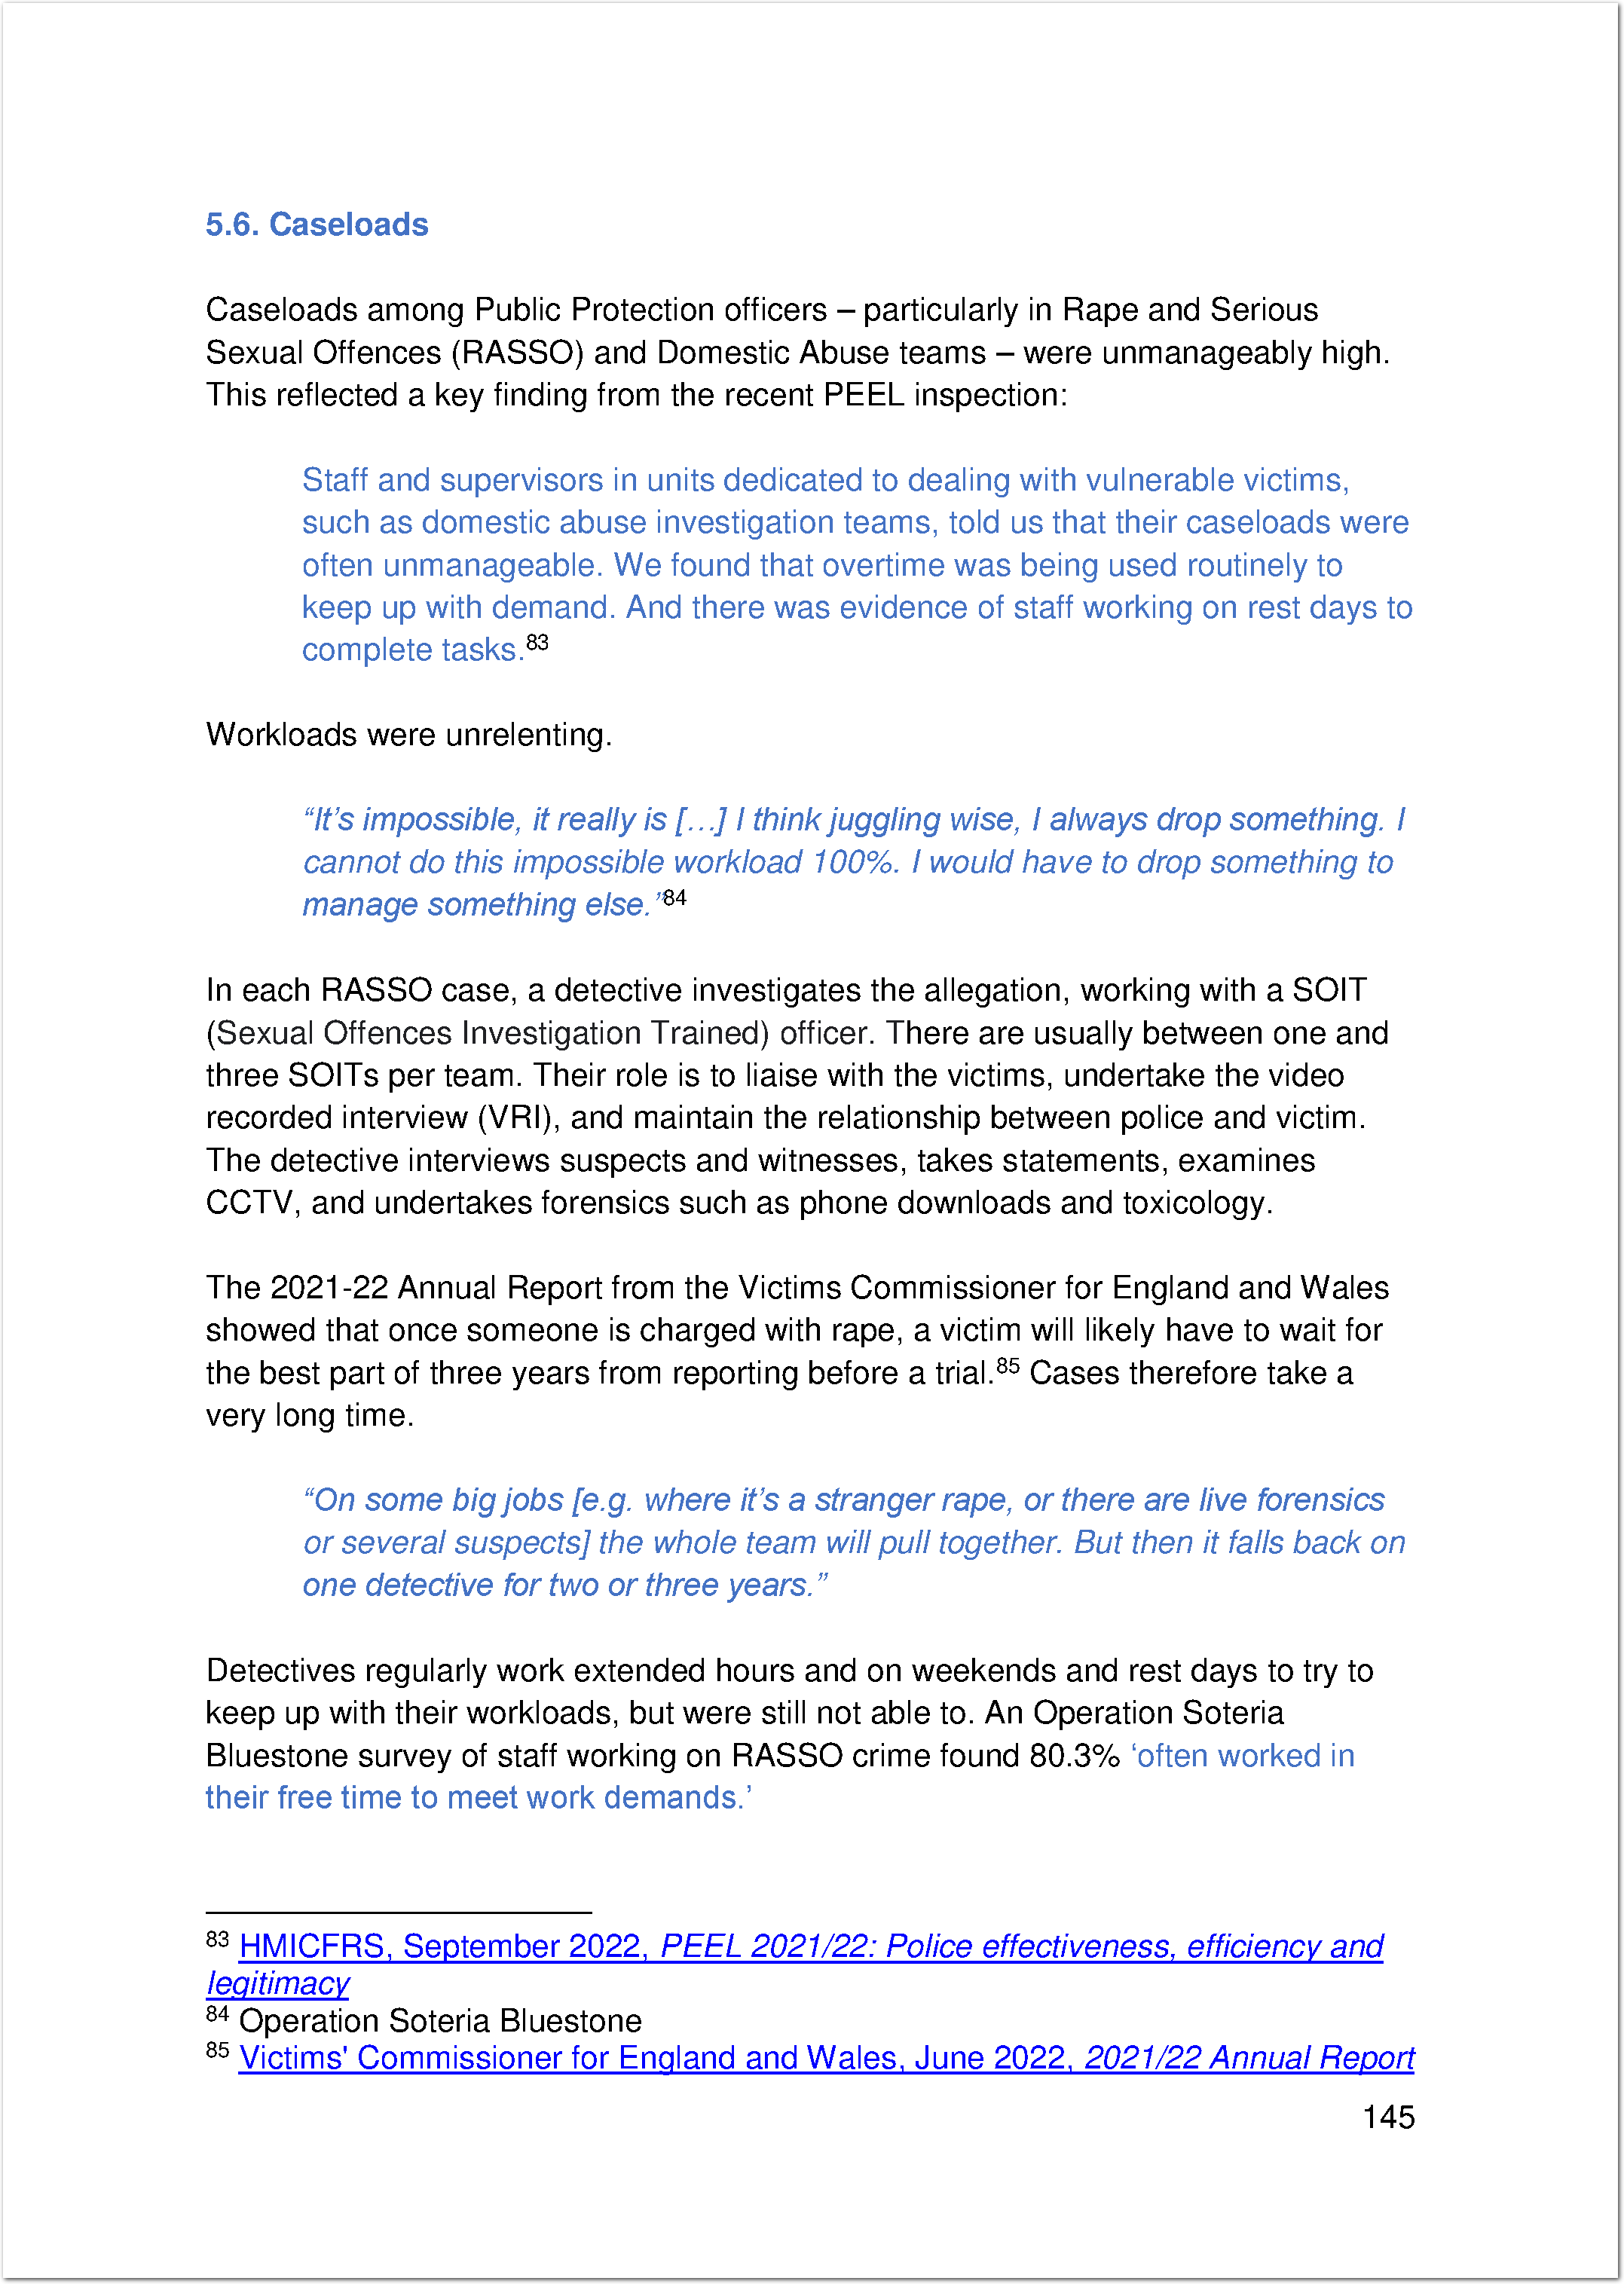 5.6. Caseloads
Caseloads among Public Protection officers – particularly in Rape and Serious
Sexual Offences (RASSO) and Domestic Abuse teams – were unmanageably high.
This reflected a key finding from the recent PEEL inspection:
Staff and supervisors in units dedicated to dealing with vulnerable victims,
such as domestic abuse investigation teams, told us that their caseloads were
often unmanageable. We found that overtime was being used routinely to
keep up with demand. And there was evidence of staff working on rest days to
complete tasks.83
Workloads were unrelenting.
“It’s impossible, it really is […] I think juggling wise, I always drop something. I
cannot do this impossible workload 100%. I would have to drop something to
manage something else.”84
In each RASSO case, a detective investigates the allegation, working with a SOIT
(Sexual Offences Investigation Trained) officer. There are usually between one and
three SOITs per team. Their role is to liaise with the victims, undertake the video
recorded interview (VRI), and maintain the relationship between police and victim.
The detective interviews suspects and witnesses, takes statements, examines
CCTV, and undertakes forensics such as phone downloads and toxicology.
The 2021-22 Annual Report from the Victims Commissioner for England and Wales
showed that once someone is charged with rape, a victim will likely have to wait for
the best part of three years from reporting before a trial.85 Cases therefore take a
very long time.
“On some big jobs [e.g. where it’s a stranger rape, or there are live forensics
or several suspects] the whole team will pull together. But then it falls back on
one detective for two or three years.”
Detectives regularly work extended hours and on weekends and rest days to try to
keep up with their workloads, but were still not able to. An Operation Soteria
Bluestone survey of staff working on RASSO crime found 80.3% ‘often worked in
their free time to meet work demands.’
83 HMICFRS, September 2022, PEEL 2021/22: Police effectiveness, efficiency and
legitimacy
84 Operation Soteria Bluestone
85 Victims' Commissioner for England and Wales, June 2022, 2021/22 Annual Report
145